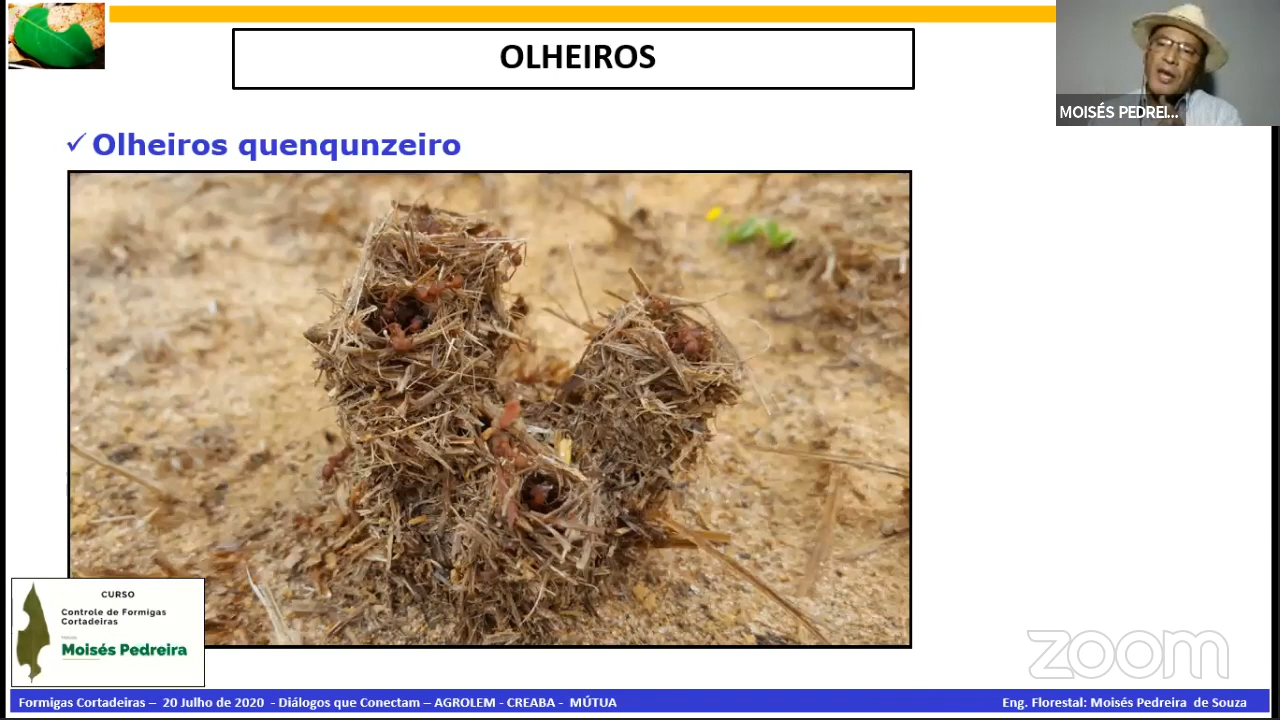 OLHEIROS
MOISÉS PEDREI...
✓ Olheiros quenqunzeiro
CURSO
Controle de Formigas
Cortadeiras
Moisés Pedreira
zoom
Formigas Cortadeiras – 20 Julho de 2020 - Diálogos que Conectam – AGROLEM - CREABA - MÚTUA
Eng. Florestal: Moisés Pedreira de Souza